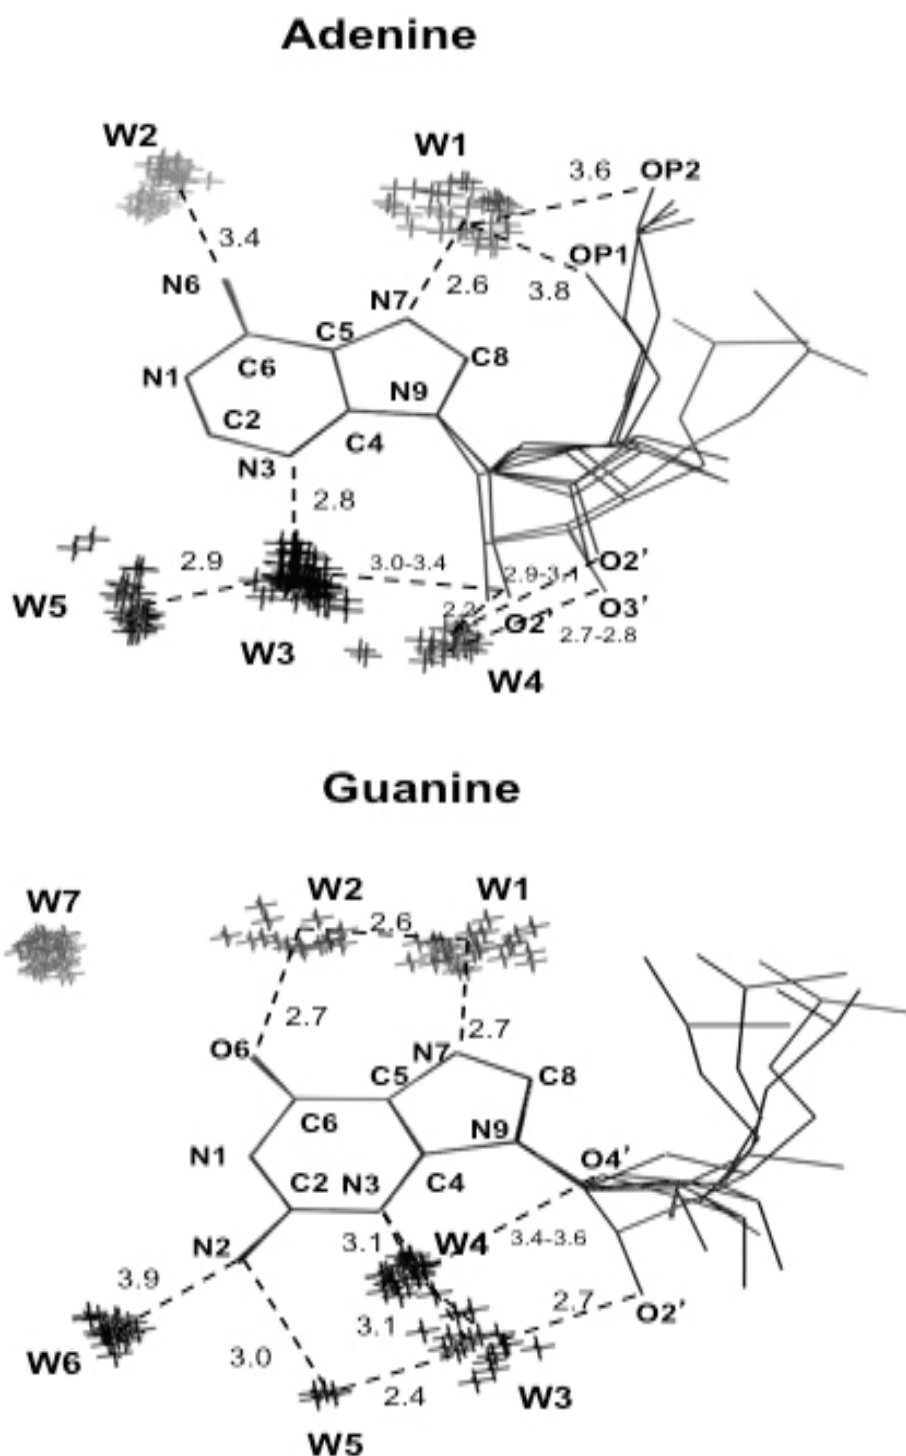 Adenine
W2
W1
3.6
OP2
3.4
OP1
N6
2.6
3.8
N7
C5
C8
N1
C6
N9
C2
C4
N3
2.8
2.9
3.0-3.4
2.9-3.1
O2'
W5
2.2
O2'
O3'
2.7-2.8
W3
W4
Guanine
W7
W2
W1
2.6
2.7
2.7
O6
N7
C5
C8
C6
N9
N1
O4'
C2
N3
C4
N2
3.1
W4
3.4-3.6
3.9
2.7
O2'
3.1
W6
3.0
2.4
W3
W5